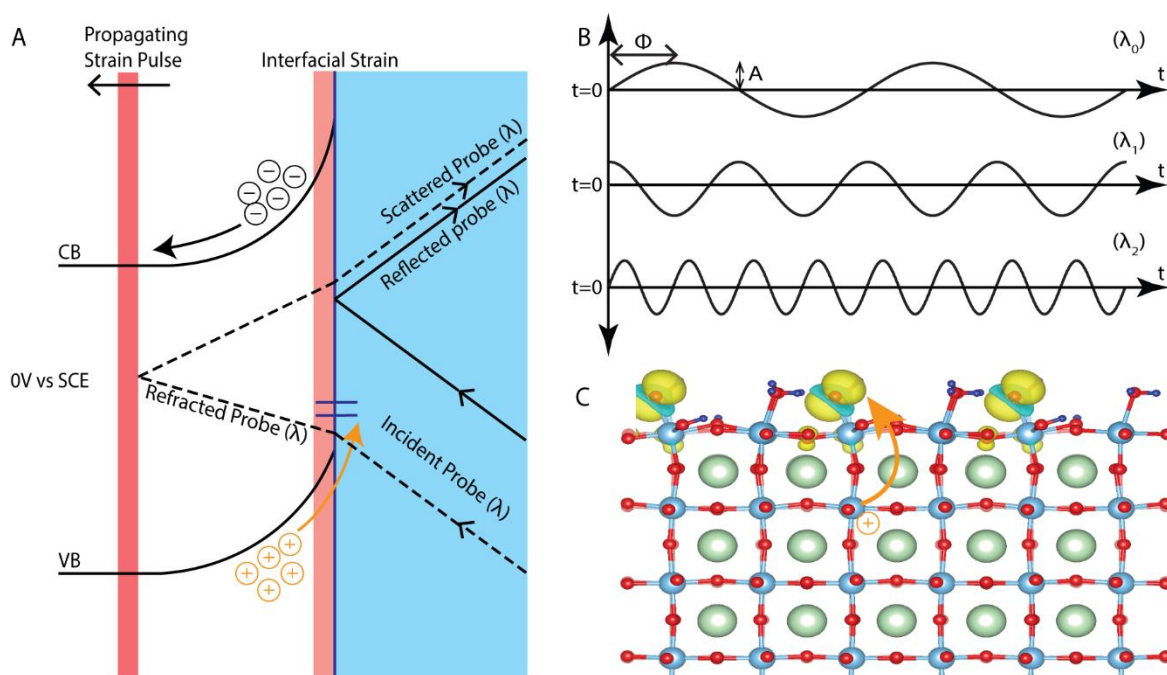 A
Propagating
Strain Pulse
Interfacial Strain
CB
0V vs SCE
VB
Scattered Probe (λ)
Reflected probe (λ)
Refracted Probe (λ)
Incident Probe (λ)
B
Φ
A
(λ0)
t=0
t
(λ1)
t=0
t
(λ2)
t=0
t
C